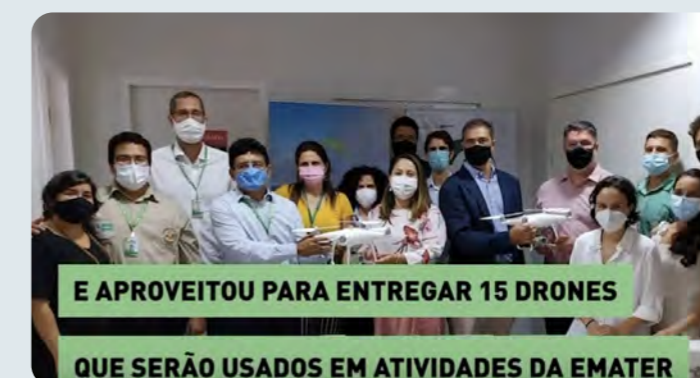 E APROVEITOU PARA ENTREGAR 15 DRONES
QUE SERÃO USADOS EM ATIVIDADES DA EMATER